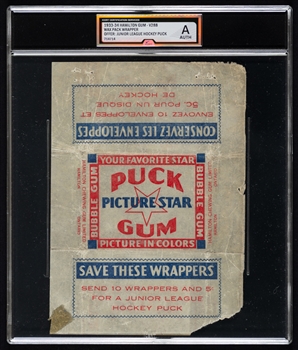 1933-34 HAMILTON GUM - V288
WAX PACK WRAPPER
OFFER: JUNIOR LEAGUE HOCKEY PUCK
A
AUTH
DE HOCKEY
5¢. POUR UN DISQUE
ENVOYEZ 10 ENVELOPPES ET
CONSERVEZ LES ENVELOPPES
YOUR FAVORITE STAR
BUBBLE GUM
PUCK
PICTURE STAR
GUM
BUBBLE GUM
PICTURE IN COLORS
SAVE THESE WRAPPERS
SEND 10 WRAPPERS AND 5¢
FOR A JUNIOR LEAGUE
HOCKEY PUCK